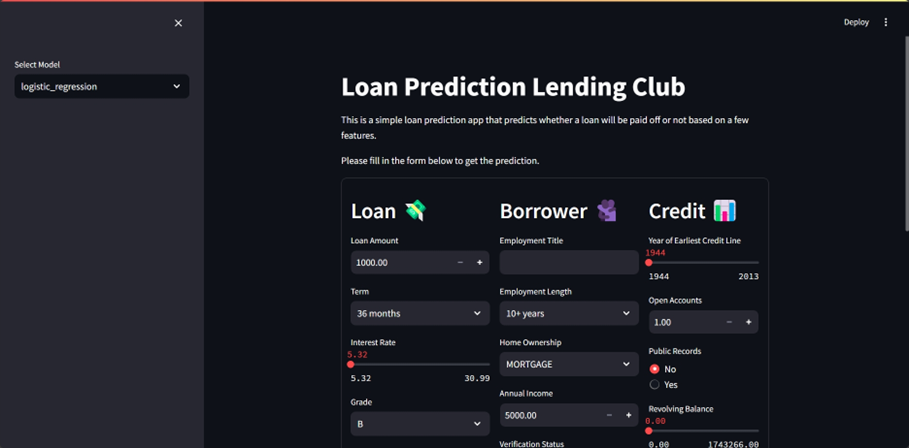 Deploy
Select Model
logistic_regression
Loan Prediction Lending Club
This is a simple loan prediction app that predicts whether a loan will be paid off or not based on a few
features.
Please fill in the form below to get the prediction.
Loan
Loan Amount
1000.00
Term
36 months
Interest Rate
5.32
5.32 30.99
Grade
B
Borrower
Employment Title
Employment Length
10+ years
Home Ownership
MORTGAGE
Annual Income
5000.00
Verification Status
Credit
Year of Earliest Credit Line
1944
1944 2013
Open Accounts
1.00
Public Records
No
Yes
Revolving Balance
0.00
0.00 1743266.00